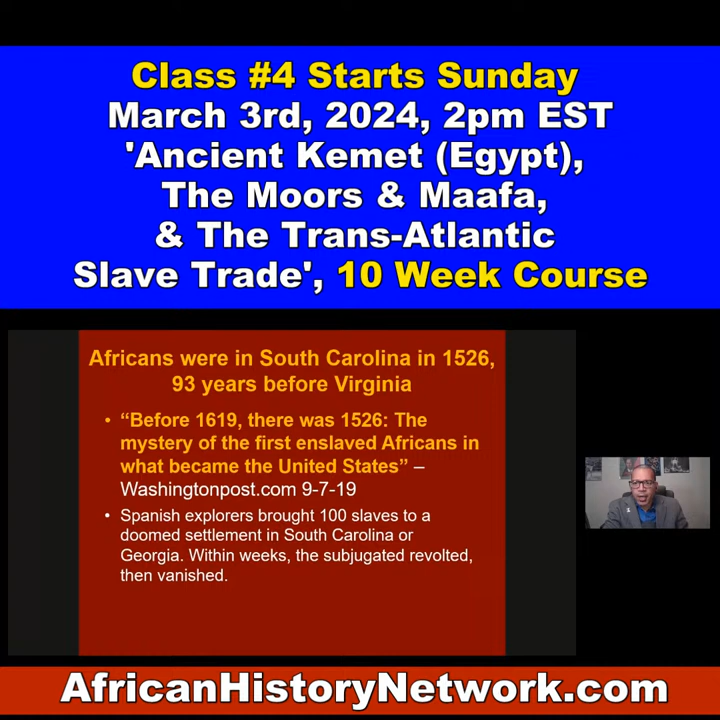 Class #4 Starts Sunday
March 3rd, 2024, 2pm EST
'Ancient Kemet (Egypt),
The Moors & Maafa,
& The Trans-Atlantic
Slave Trade', 10 Week Course
Africans were in South Carolina in 1526,
93 years before Virginia
• “Before 1619, there was 1526: The
mystery of the first enslaved Africans in
what became the United States” –
Washingtonpost.com 9-7-19
• Spanish explorers brought 100 slaves to a
doomed settlement in South Carolina or
Georgia. Within weeks, the subjugated revolted,
then vanished.
AfricanHistoryNetwork.com